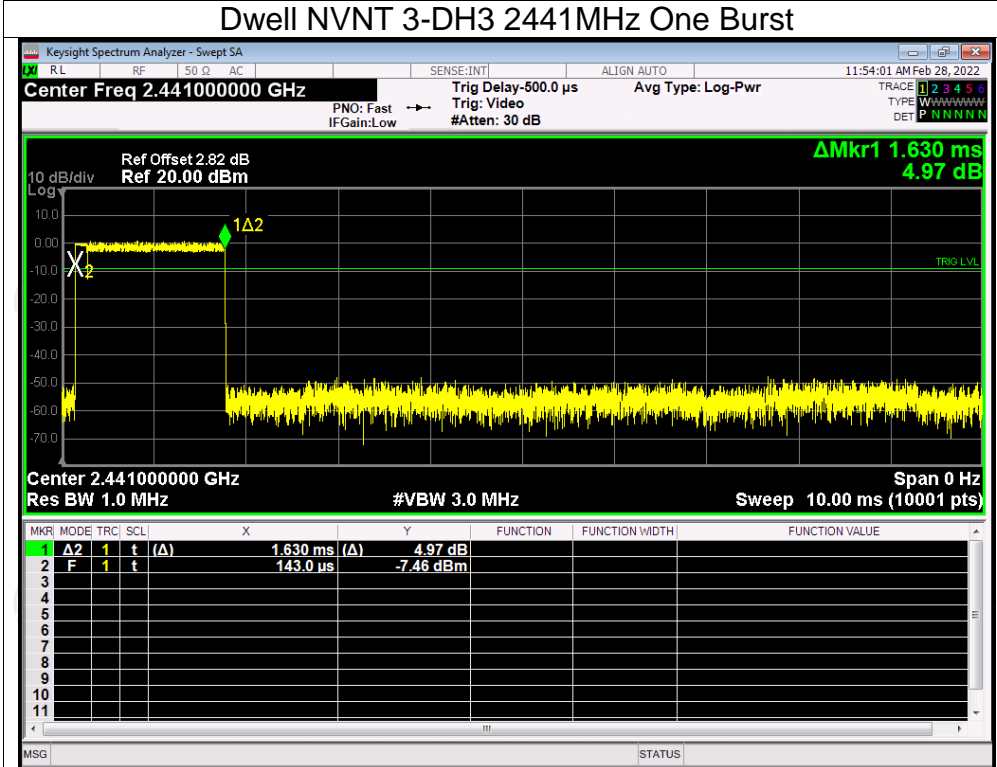 Dwell NVNT 3-DH3 2441MHz One Burst
Keysight Spectrum Analyzer - Swept SA
LXI RL RF 50 Ω AC SENSE:INT ALIGN AUTO 11:54:01 AM Feb 28, 2022
Center Freq 2.441000000 GHz Trig Delay-500.0 µs Avg Type: Log-Pwr TRACE 1 2 3 4 5 6
PNO: Fast Trig: Video TYPE WWWWWW
IFGain:Low #Atten: 30 dB DET P N N N N N
ΔMkr1 1.630 ms
4.97 dB
Ref Offset 2.82 dB
10 dB/div Ref 20.00 dBm
Log
10.0
1Δ2
0.00
TRIG LVL
2
-10.0
-20.0
-30.0
-40.0
-50.0
-60.0
-70.0
Center 2.441000000 GHz Span 0 Hz
Res BW 1.0 MHz #VBW 3.0 MHz Sweep 10.00 ms (10001 pts)
MKR MODE TRC SCL X Y FUNCTION FUNCTION WIDTH FUNCTION VALUE
1 Δ2 1 t (Δ) 1.630 ms (Δ) 4.97 dB
2 F 1 t 143.0 µs -7.46 dBm
3
4
5
6
7
8
9
10
11
MSG STATUS